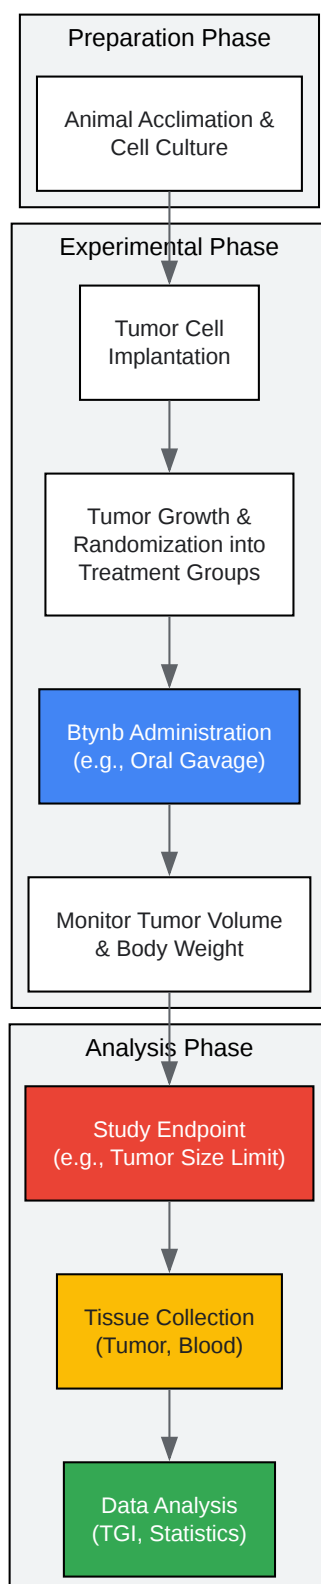 Preparation Phase
Animal Acclimation &
Cell Culture
Experimental Phase
Tumor Cell
Implantation
Tumor Growth &
Randomization into
Treatment Groups
Btynb Administration
(e.g., Oral Gavage)
Monitor Tumor Volume
& Body Weight
Analysis Phase
Study Endpoint
(e.g., Tumor Size Limit)
Tissue Collection
(Tumor, Blood)
Data Analysis
(TGI, Statistics)